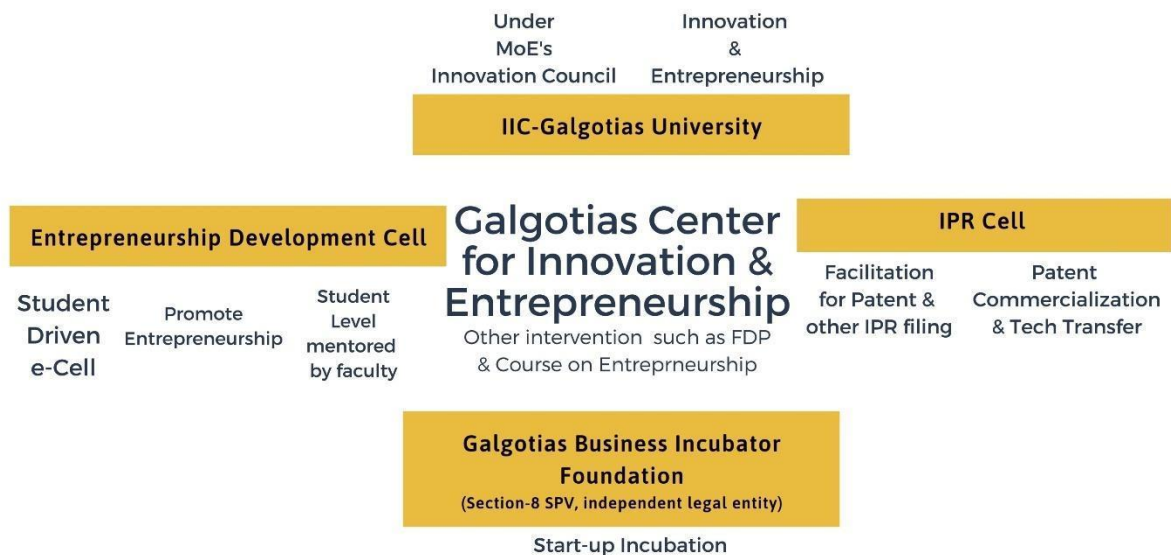 Under
MoE's
Innovation Council
Innovation
&
Entrepreneurship
IIC-Galgotias University
Entrepreneurship Development Cell
Student
Driven
e-Cell
Promote
Entrepreneurship
Student
Level
mentored
by faculty
Galgotias Center
for Innovation &
Entrepreneurship
Other intervention such as FDP
& Course on Entreprneurship
IPR Cell
Facilitation
for Patent &
other IPR filing
Patent
Commercialization
& Tech Transfer
Galgotias Business Incubator
Foundation
(Section-8 SPV, independent legal entity)
Start-up Incubation